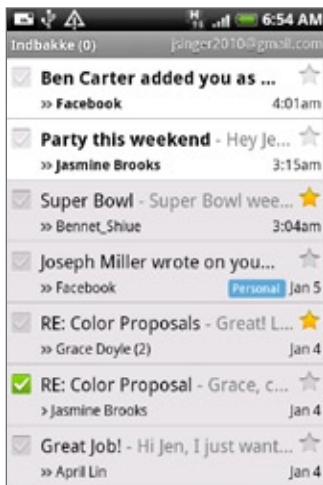 6:54 AM
Indbakke (0) jsinger2010@gmail.com
Ben Carter added you as ...
» Facebook 4:01am
Party this weekend - Hey Je...
» Jasmine Brooks 3:15am
Super Bowl - Super Bowl wee...
» Bennet_Shiue 3:04am
Joseph Miller wrote on you...
» Facebook Personal Jan 5
RE: Color Proposals - Great! L...
» Grace Doyle (2) Jan 4
RE: Color Proposal - Grace, c...
› Jasmine Brooks Jan 4
Great Job! - Hi Jen, I just want...
» April Lin Jan 4